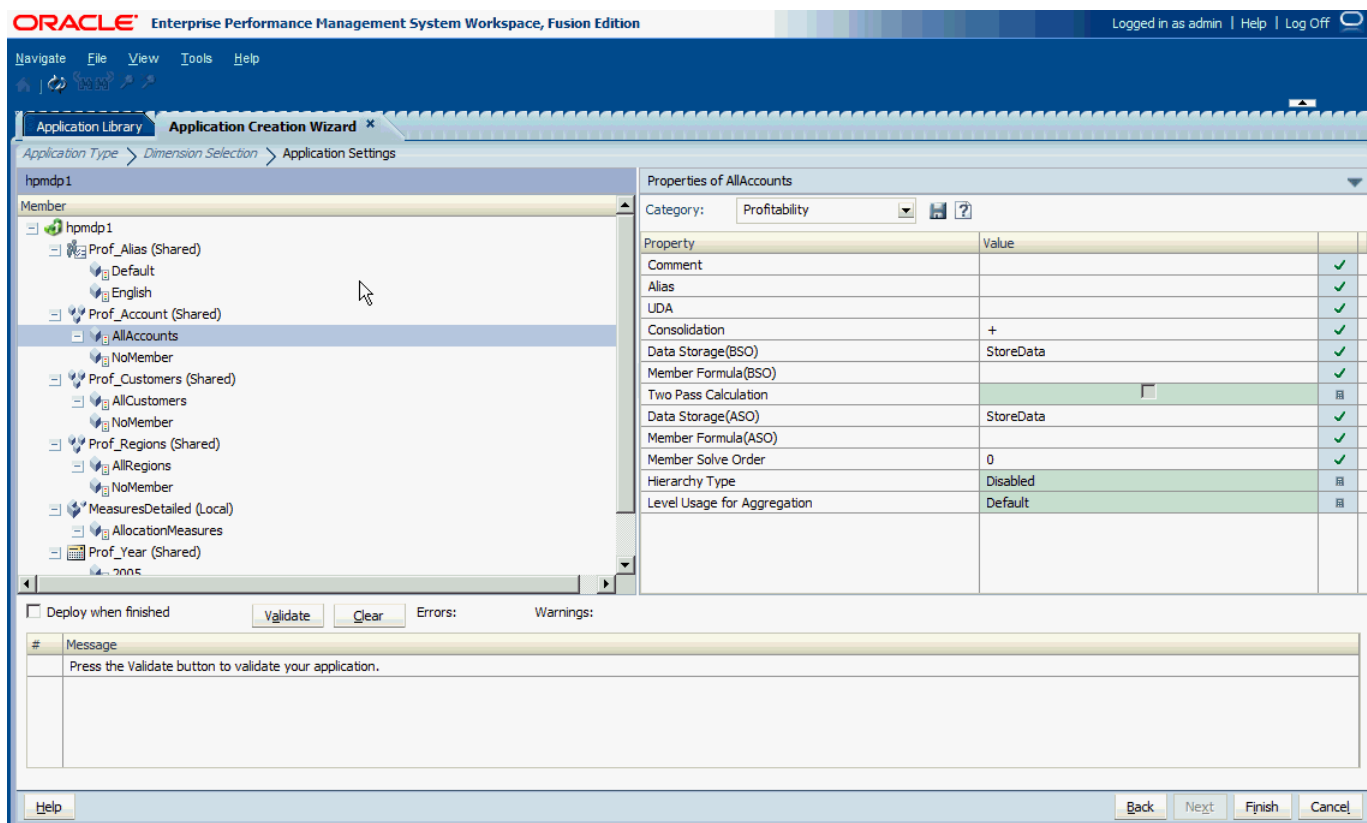 ORACLE Enterprise Performance Management System Workspace, Fusion Edition
Logged in as admin | Help | Log Off
Navigate File View Tools Help
Application Library Application Creation Wizard ×
Application Type > Dimension Selection > Application Settings
hpmdp1
Member
hpmdp1
Prof_Alias (Shared)
Default
English
Prof_Account (Shared)
AllAccounts
NoMember
Prof_Customers (Shared)
AllCustomers
NoMember
Prof_Regions (Shared)
AllRegions
NoMember
MeasuresDetailed (Local)
AllocationMeasures
Prof_Year (Shared)
2005
Properties of AllAccounts
Category: Profitability
Property Value
Comment
Alias
UDA
Consolidation +
Data Storage(BSO) StoreData
Member Formula(BSO)
Two Pass Calculation
Data Storage(ASO) StoreData
Member Formula(ASO)
Member Solve Order 0
Hierarchy Type Disabled
Level Usage for Aggregation Default
Deploy when finished Validate Clear Errors: Warnings:
# Message
Press the Validate button to validate your application.
Help Back Next Finish Cancel